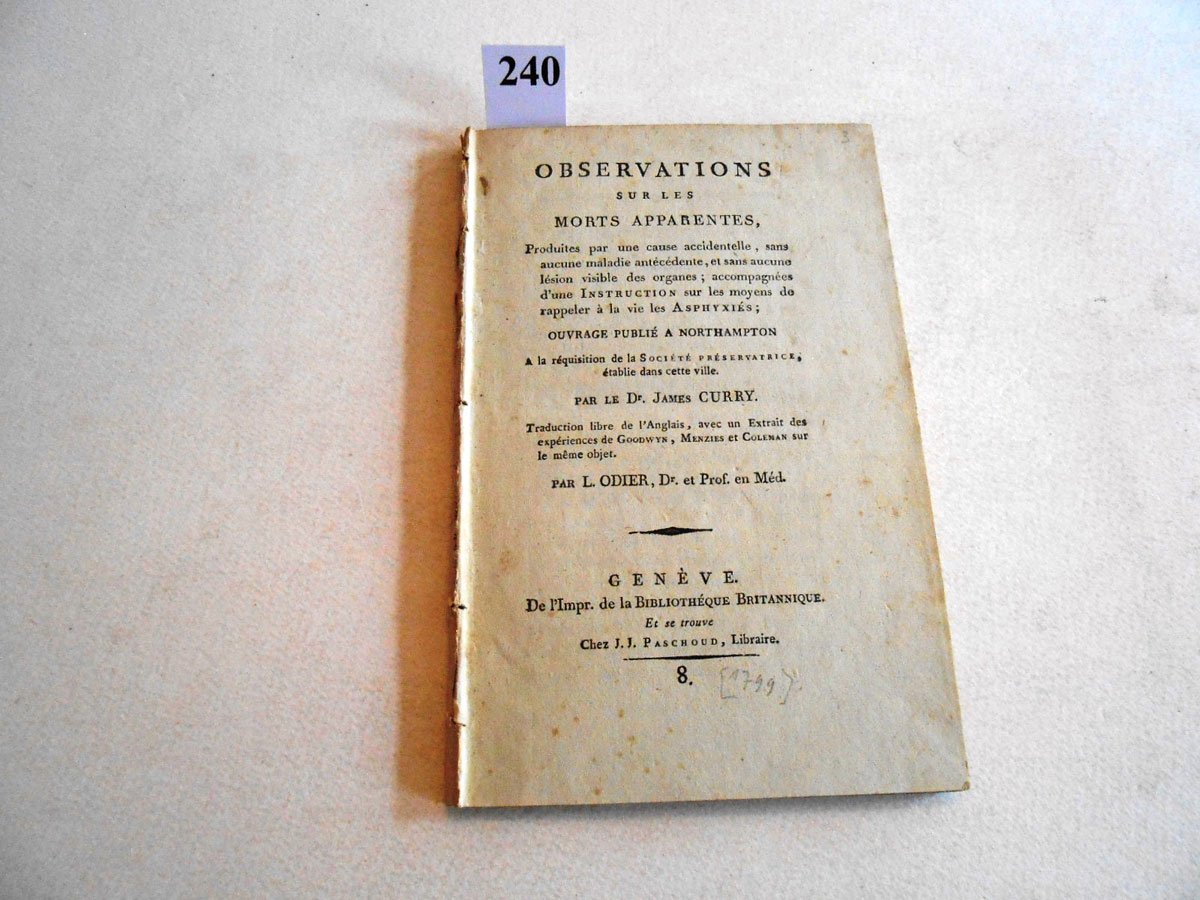 240
3
OBSERVATIONS
SUR LES
MORTS APPARENTES,
Produites par une cause accidentelle, sans
aucune maladie antécédente, et sans aucune
lésion visible des organes; accompagnées
d'une INSTRUCTION sur les moyens de
rappeler à la vie les ASPHYXIÉS;
OUVRAGE PUBLIÉ A NORTHAMPTON
A la réquisition de la SOCIÉTÉ PRÉSERVATRICE,
établie dans cette ville.
PAR LE Dr. JAMES CURRY.
Traduction libre de l'Anglais, avec un Extrait des
expériences de GOODWYN, MENZIES et COLEMAN sur
le même objet.
PAR L. ODIER, Dr. et Prof. en Méd.
GENÈVE.
De l'Impr. de la BIBLIOTHÉQUE BRITANNIQUE.
Et se trouve
Chez J. J. PASCHOUD, Libraire.
8. [1799].